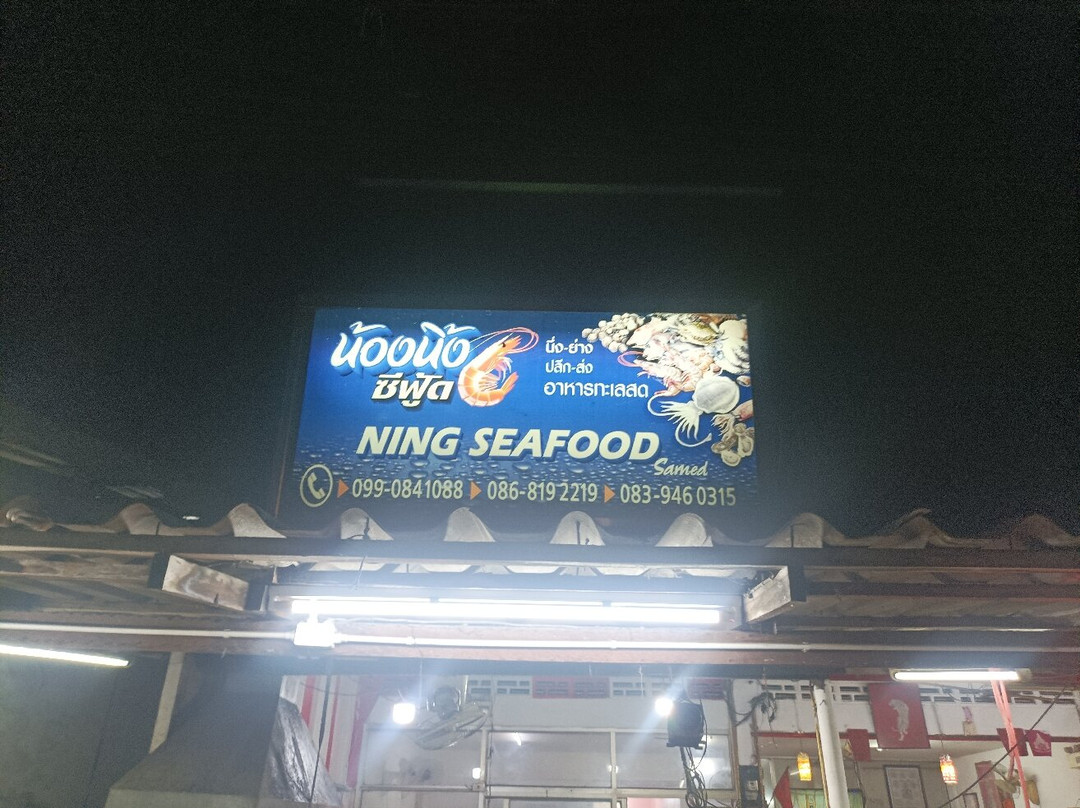 น้องนิ้ง
ซีฟู้ด
นึ่ง-ย่าง
ปลีก-ส่ง
อาหารทะเลสด
NING SEAFOOD
Samed
099-0841088 086-819 2219 083-946 0315